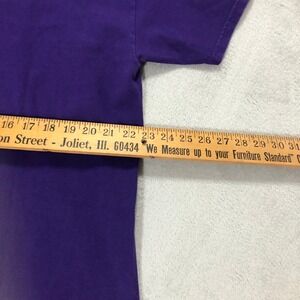 16 17 18 19 20 21 22 23 24 25 26 27 28 29 30 31
on Street - Joliet, Ill. 60434 "We Measure up to your Furniture Standard"